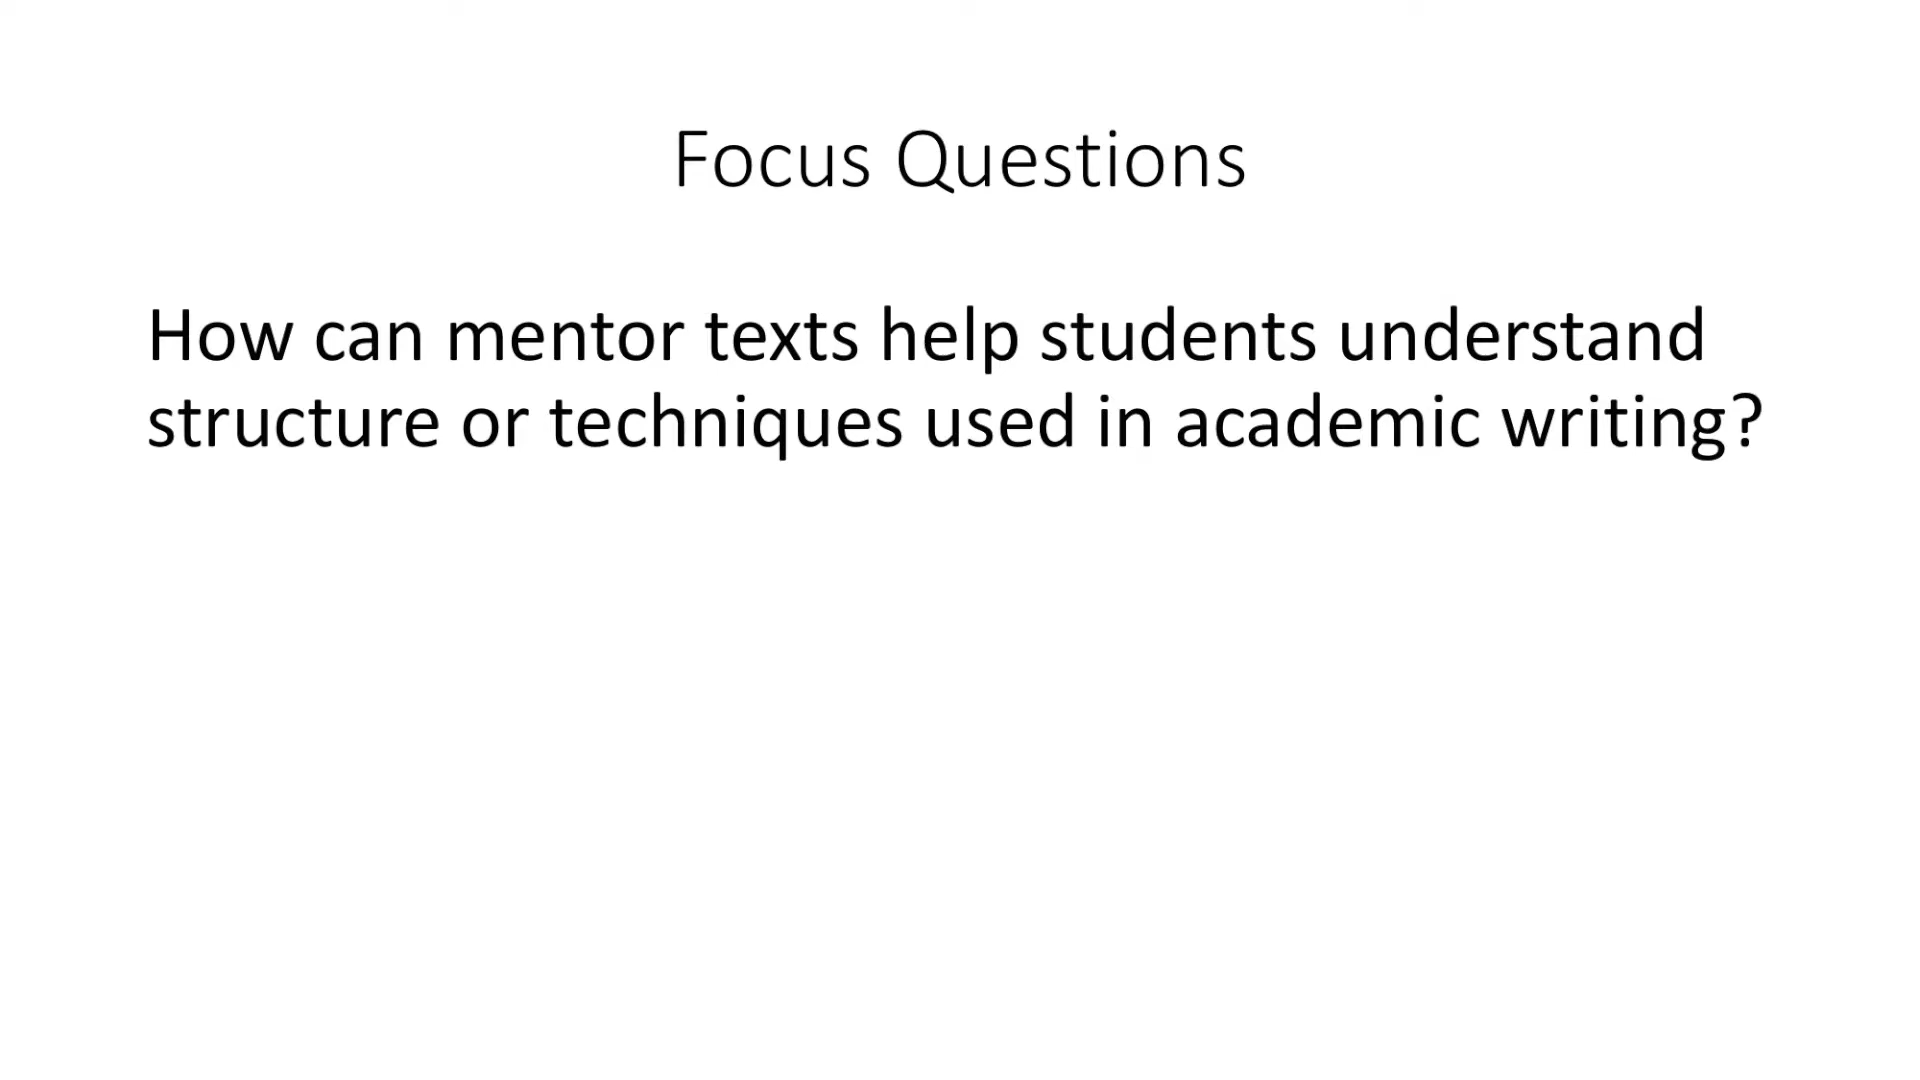 Focus Questions
How can mentor texts help students understand
structure or techniques used in academic writing?